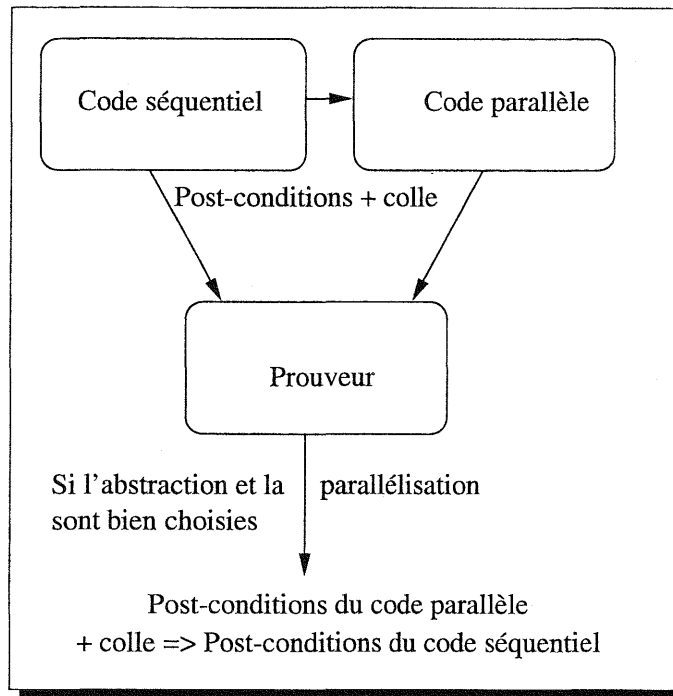 Code séquentiel
Code parallèle
Post-conditions + colle
Prouveur
Si l'abstraction et la parallélisation
sont bien choisies
Post-conditions du code parallèle
+ colle => Post-conditions du code séquentiel